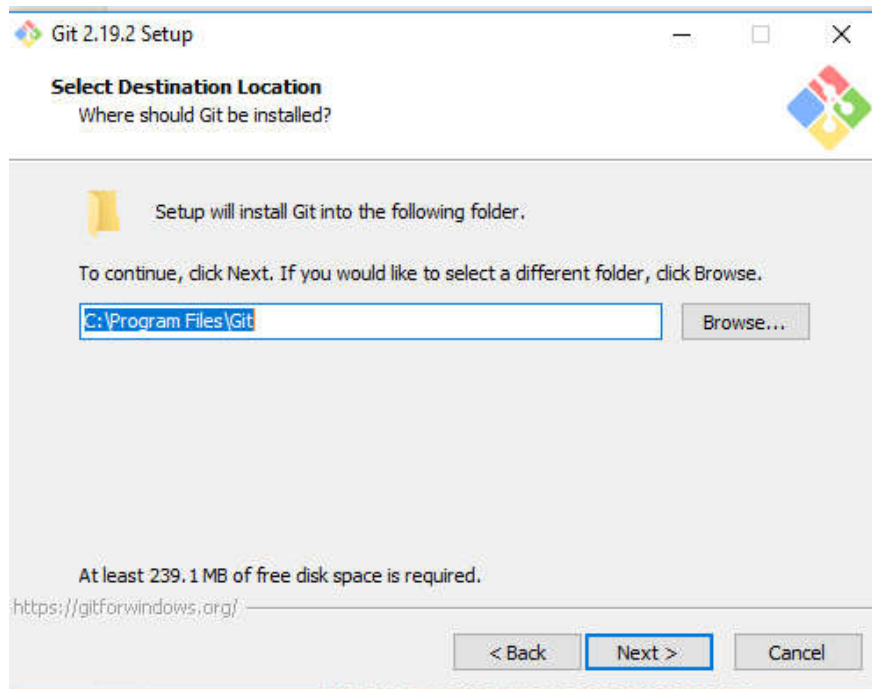 Git 2.19.2 Setup
Select Destination Location
Where should Git be installed?
Setup will install Git into the following folder.
To continue, click Next. If you would like to select a different folder, click Browse.
C:\Program Files\Git
Browse...
At least 239.1 MB of free disk space is required.
https://gitforwindows.org/
< Back
Next >
Cancel